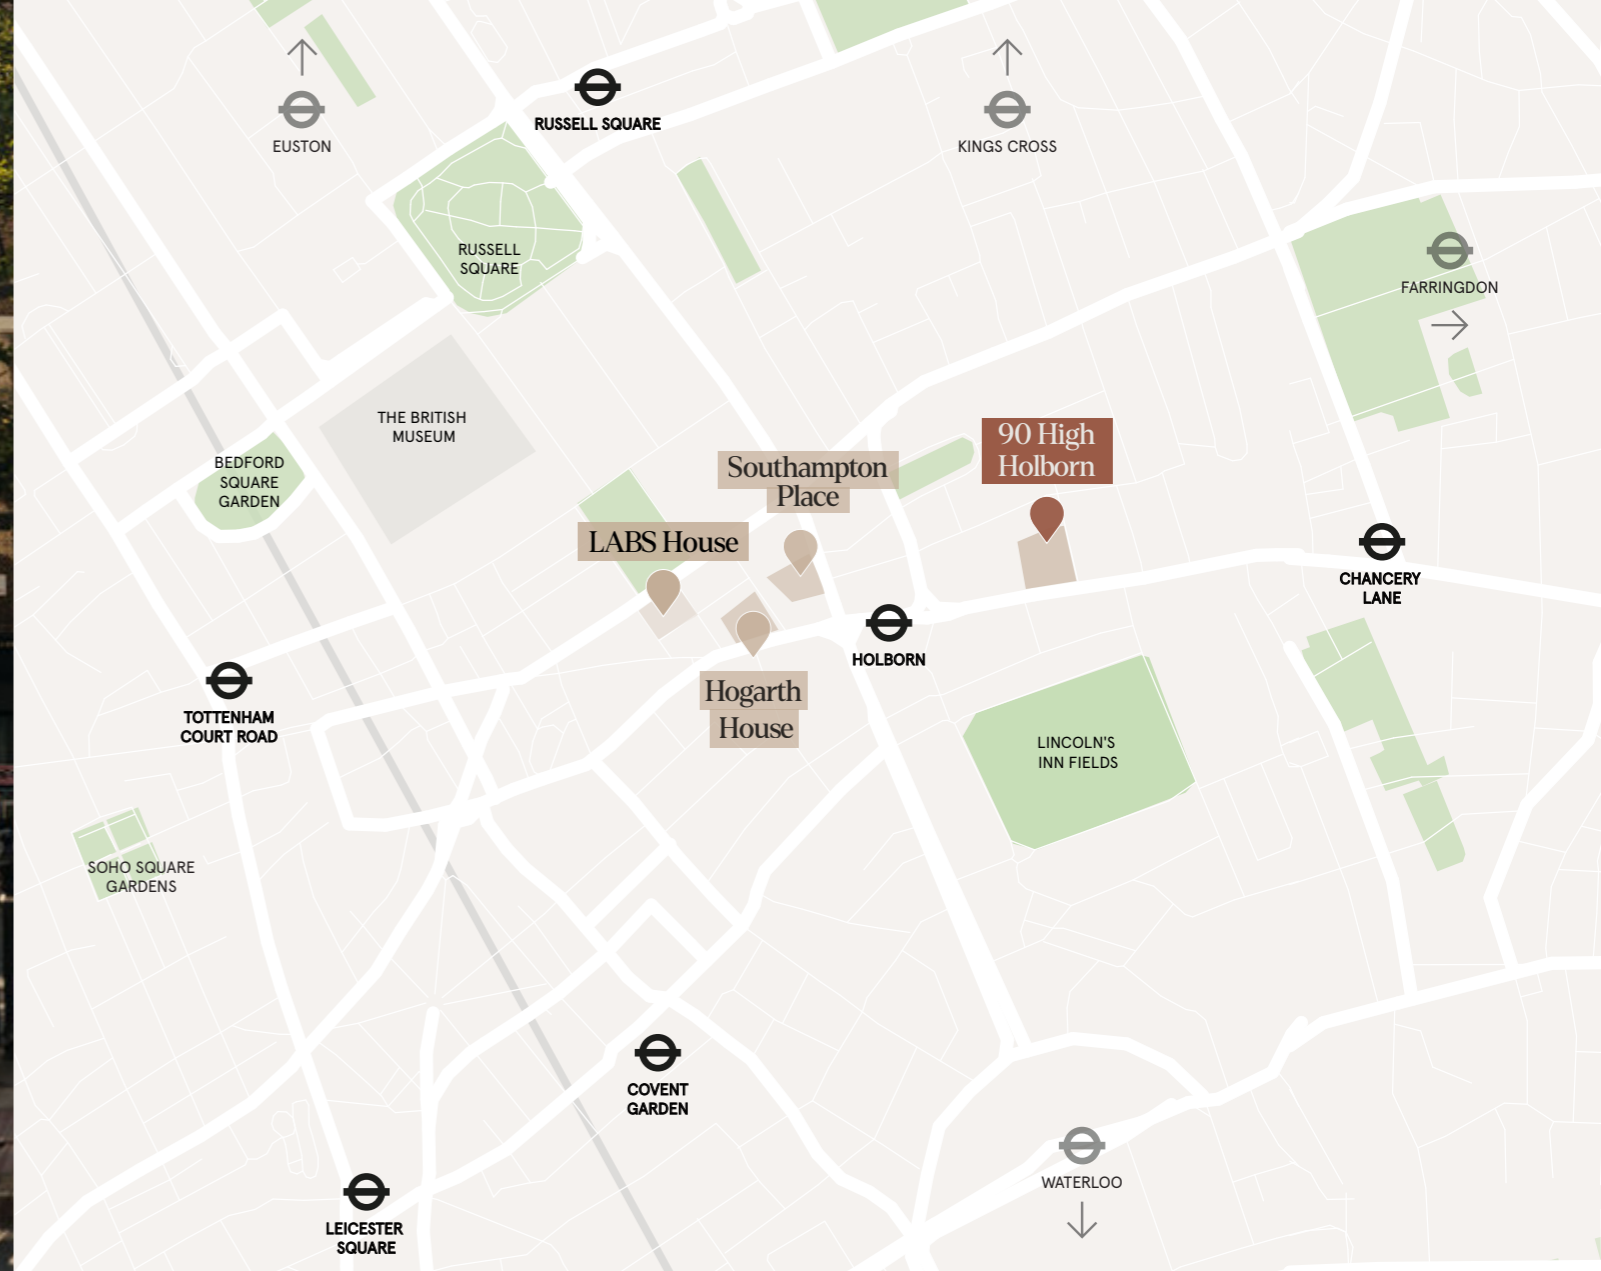 RUSSELL SQUARE
EUSTON
KINGS CROSS
RUSSELL
SQUARE
FARRINGDON
THE BRITISH
MUSEUM
90 High
Holborn
BEDFORD
SQUARE
GARDEN
Southampton
Place
LABS House
CHANCERY
LANE
HOLBORN
Hogarth
House
TOTTENHAM
COURT ROAD
LINCOLN'S
INN FIELDS
SOHO SQUARE
GARDENS
COVENT
GARDEN
WATERLOO
LEICESTER
SQUARE